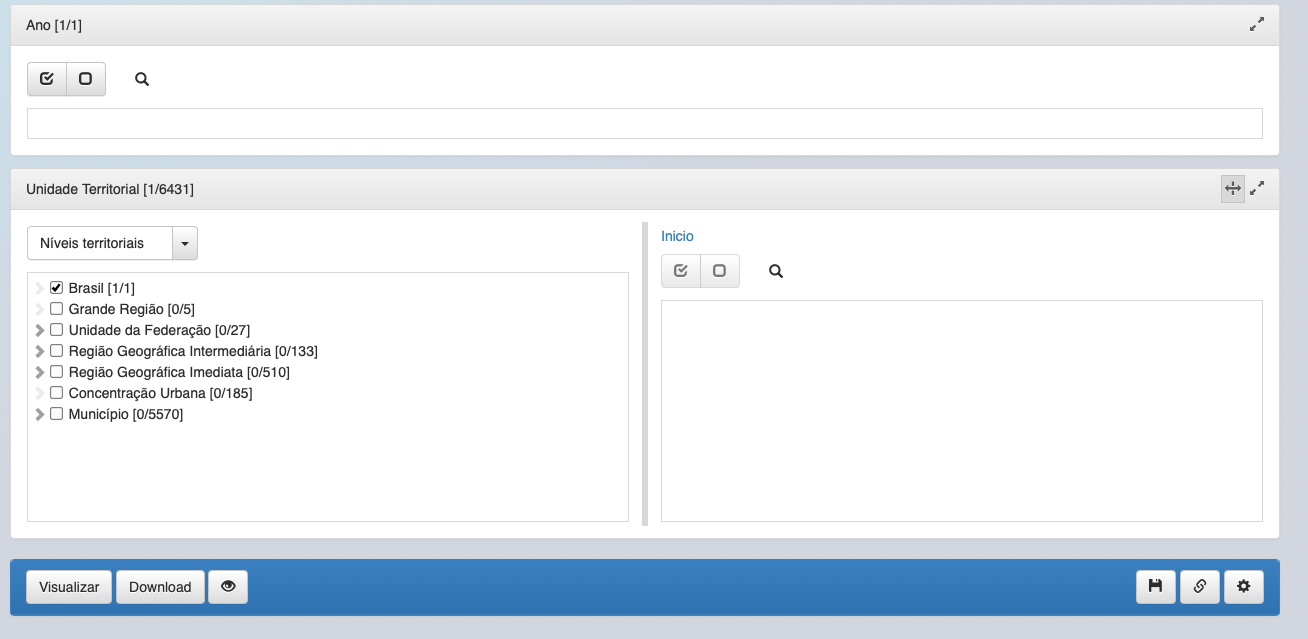 Ano [1/1]
Unidade Territorial [1/6431]
Níveis territoriais
Brasil [1/1]
Grande Região [0/5]
Unidade da Federação [0/27]
Região Geográfica Intermediária [0/133]
Região Geográfica Imediata [0/510]
Concentração Urbana [0/185]
Município [0/5570]
Inicio
Visualizar Download